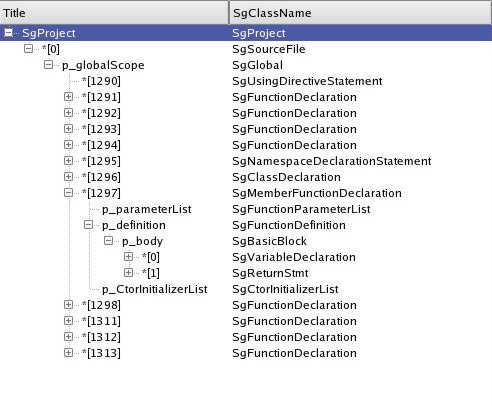 Title SgClassName
SgProject SgProject
*[0] SgSourceFile
p_globalScope SgGlobal
*[1290] SgUsingDirectiveStatement
*[1291] SgFunctionDeclaration
*[1292] SgFunctionDeclaration
*[1293] SgFunctionDeclaration
*[1294] SgFunctionDeclaration
*[1295] SgNamespaceDeclarationStatement
*[1296] SgClassDeclaration
*[1297] SgMemberFunctionDeclaration
p_parameterList SgFunctionParameterList
p_definition SgFunctionDefinition
p_body SgBasicBlock
*[0] SgVariableDeclaration
*[1] SgReturnStmt
p_CtorInitializerList SgCtorInitializerList
*[1298] SgFunctionDeclaration
*[1311] SgFunctionDeclaration
*[1312] SgFunctionDeclaration
*[1313] SgFunctionDeclaration